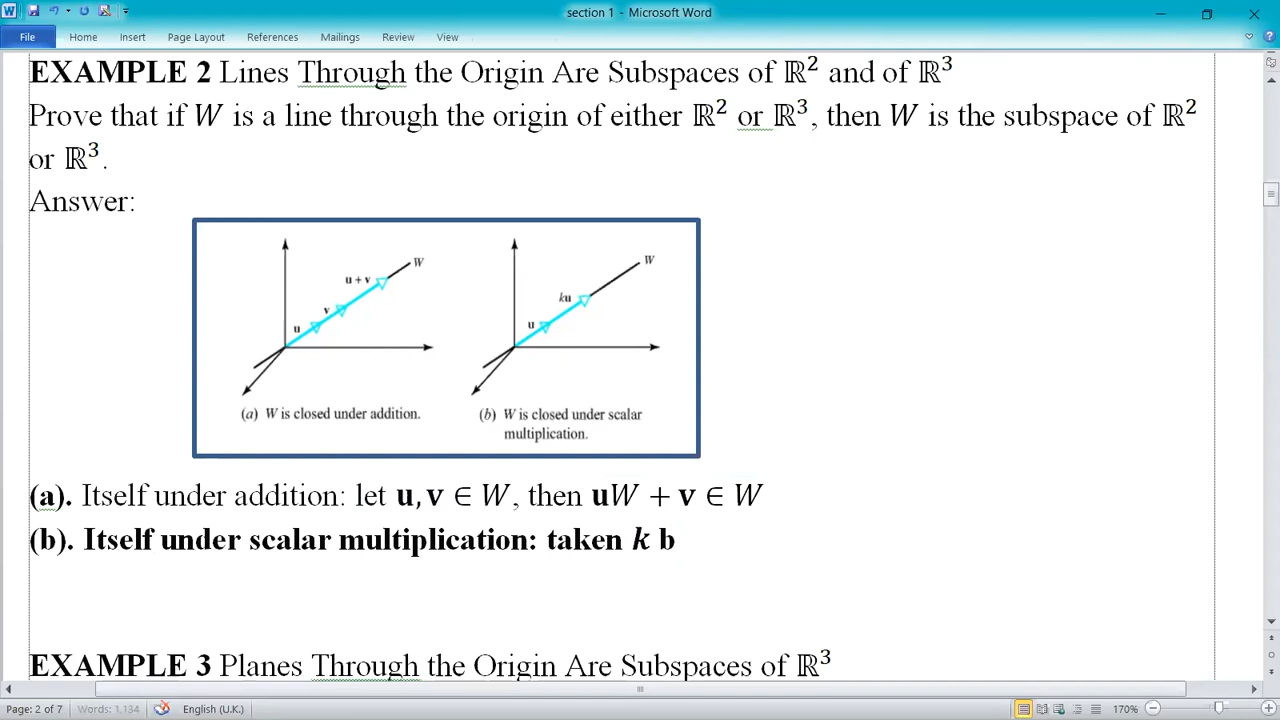 section 1 - Microsoft Word
File Home Insert Page Layout References Mailings Review View
EXAMPLE 2 Lines Through the Origin Are Subspaces of ℝ² and of ℝ³
Prove that if W is a line through the origin of either ℝ² or ℝ³, then W is the subspace of ℝ²
or ℝ³.
Answer:
W
u + v
v
u
(a) W is closed under addition.
W
ku
u
(b) W is closed under scalar
multiplication.
(a). Itself under addition: let u, v ∈ W, then uW + v ∈ W
(b). Itself under scalar multiplication: taken k b
EXAMPLE 3 Planes Through the Origin Are Subspaces of ℝ³
Page: 2 of 7 Words: 1,134 English (U.K.) 170%